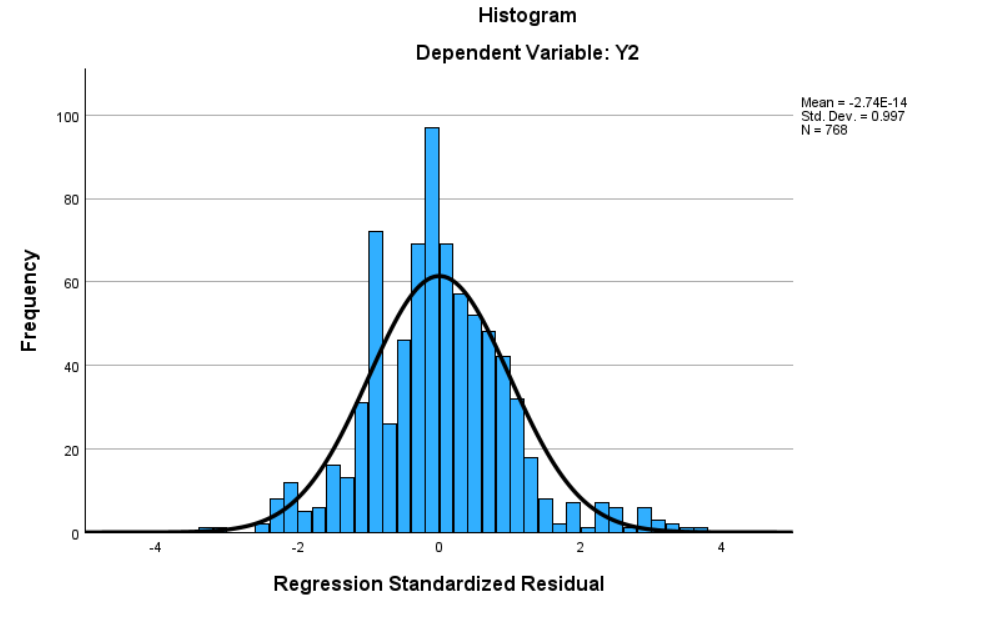 Histogram
Dependent Variable: Y2
Mean = -2.74E-14
Std. Dev. = 0.997
N = 768
Frequency
100
80
60
40
20
0
-4 -2 0 2 4
Regression Standardized Residual